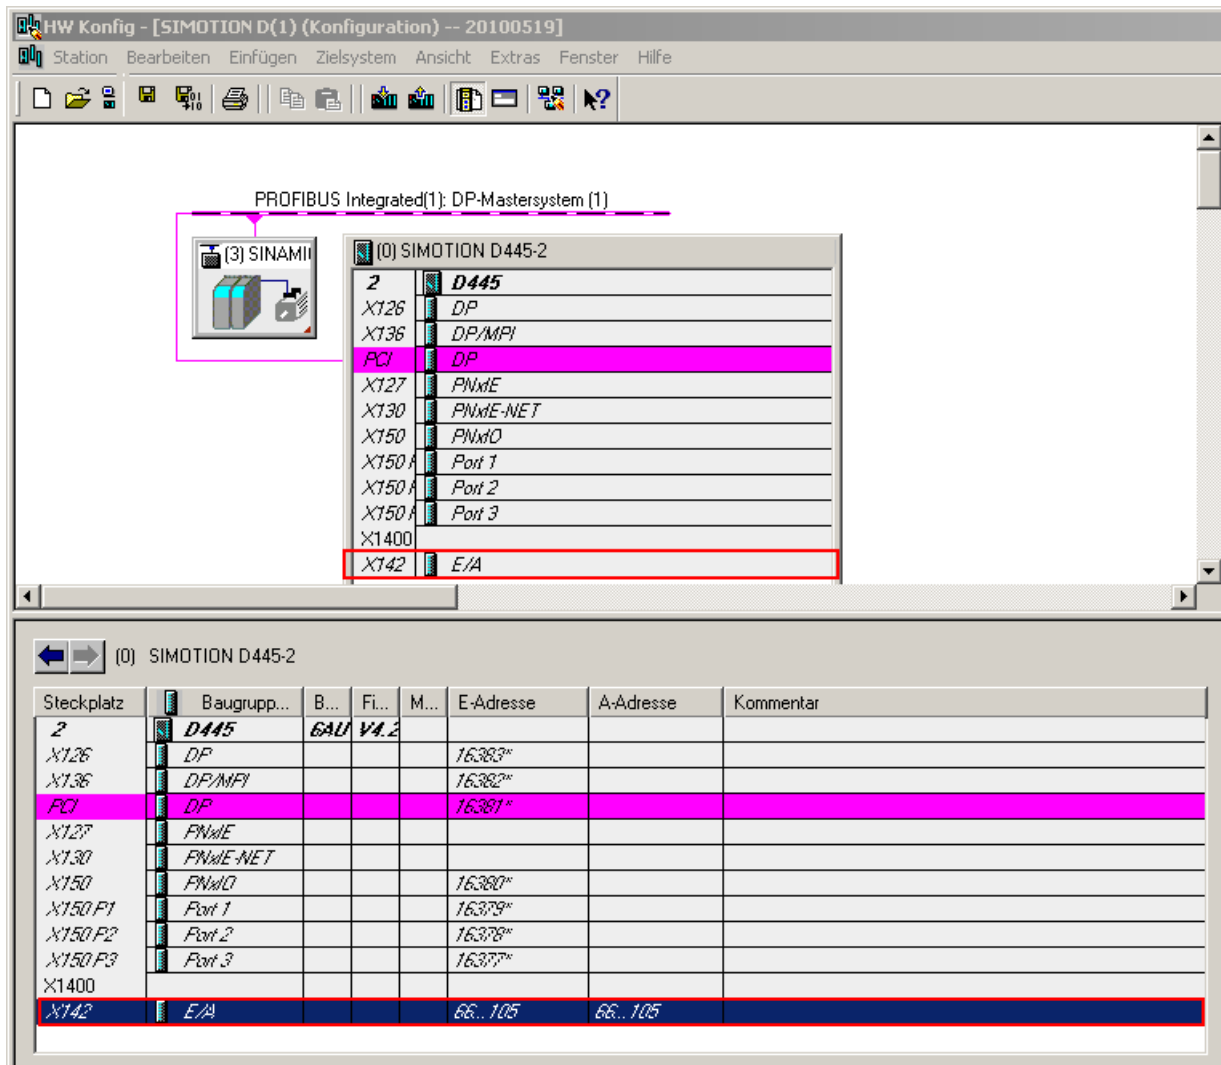 HW Konfig - [SIMOTION D(1) (Konfiguration) -- 20100519]
Station Bearbeiten Einfügen Zielsystem Ansicht Extras Fenster Hilfe
PROFIBUS Integrated(1): DP-Mastersystem (1)
(3) SINAMI
(0) SIMOTION D445-2
2 D445
X126 DP
X136 DP/MPI
PCI DP
X127 PNxIE
X130 PNxIE-NET
X150 PNxIO
X150 P Port 1
X150 P Port 2
X150 P Port 3
X1400
X142 E/A
(0) SIMOTION D445-2
Steckplatz Baugrupp... B... Fi... M... E-Adresse A-Adresse Kommentar
2 D445 6AU V4.2
X126 DP 16383*
X136 DP/MPI 16382*
PCI DP 16381*
X127 PNxIE
X130 PNxIE-NET
X150 PNxIO 16380*
X150 P1 Port 1 16379*
X150 P2 Port 2 16378*
X150 P3 Port 3 16377*
X1400
X142 E/A 66...105 66...105